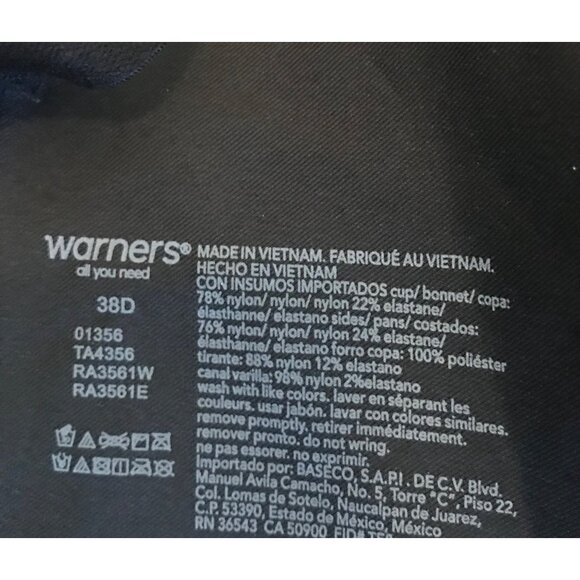 warners®
all you need
38D
01356
TA4356
RA3561W
RA3561E
MADE IN VIETNAM. FABRIQUÉ AU VIETNAM.
HECHO EN VIETNAM
CON INSUMOS IMPORTADOS cup/ bonnet/ copa:
78% nylon/ nylon/ nylon 22% elastane/
élasthanne/ elastano sides/ pans/ costados:
76% nylon/ nylon/ nylon 24% elastane/
élasthanne/ elastano forro copa: 100% poliéster
tirante: 88% nylon 12% elastano
canal varilla: 98% nylon 2%elastano
wash with like colors. laver en séparant les
couleurs. usar jabón. lavar con colores similares.
remove promptly. retirer immédiatement.
remover pronto. do not wring.
ne pas essorer. no exprimir.
Importado por: BASECO, S.A.P.I. DE C.V. Blvd.
Manuel Avila Camacho, No. 5, Torre "C", Piso 22,
Col. Lomas de Sotelo, Naucalpan de Juarez,
C.P. 53390, Estado de México, México
RN 36543 CA 50900